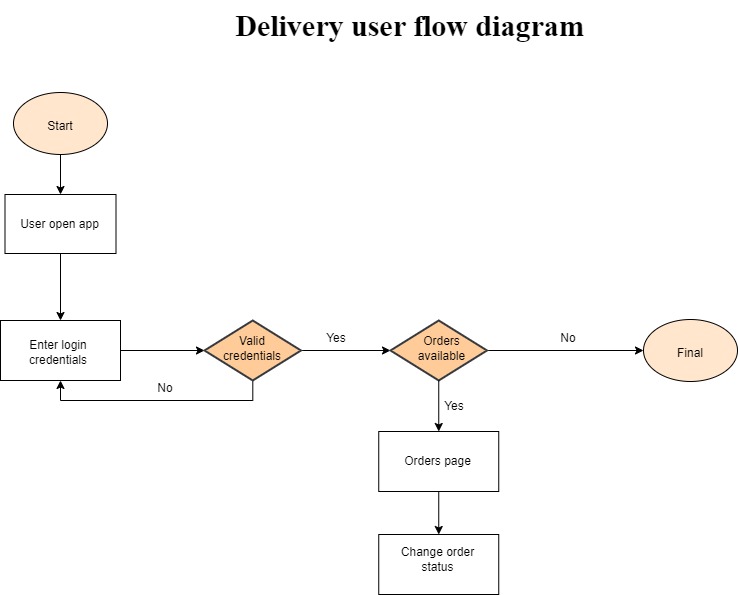 Delivery user flow diagram
Start
User open app
Enter login
credentials
Valid
credentials
Yes
Orders
available
No
Final
No
Yes
Orders page
Change order
status